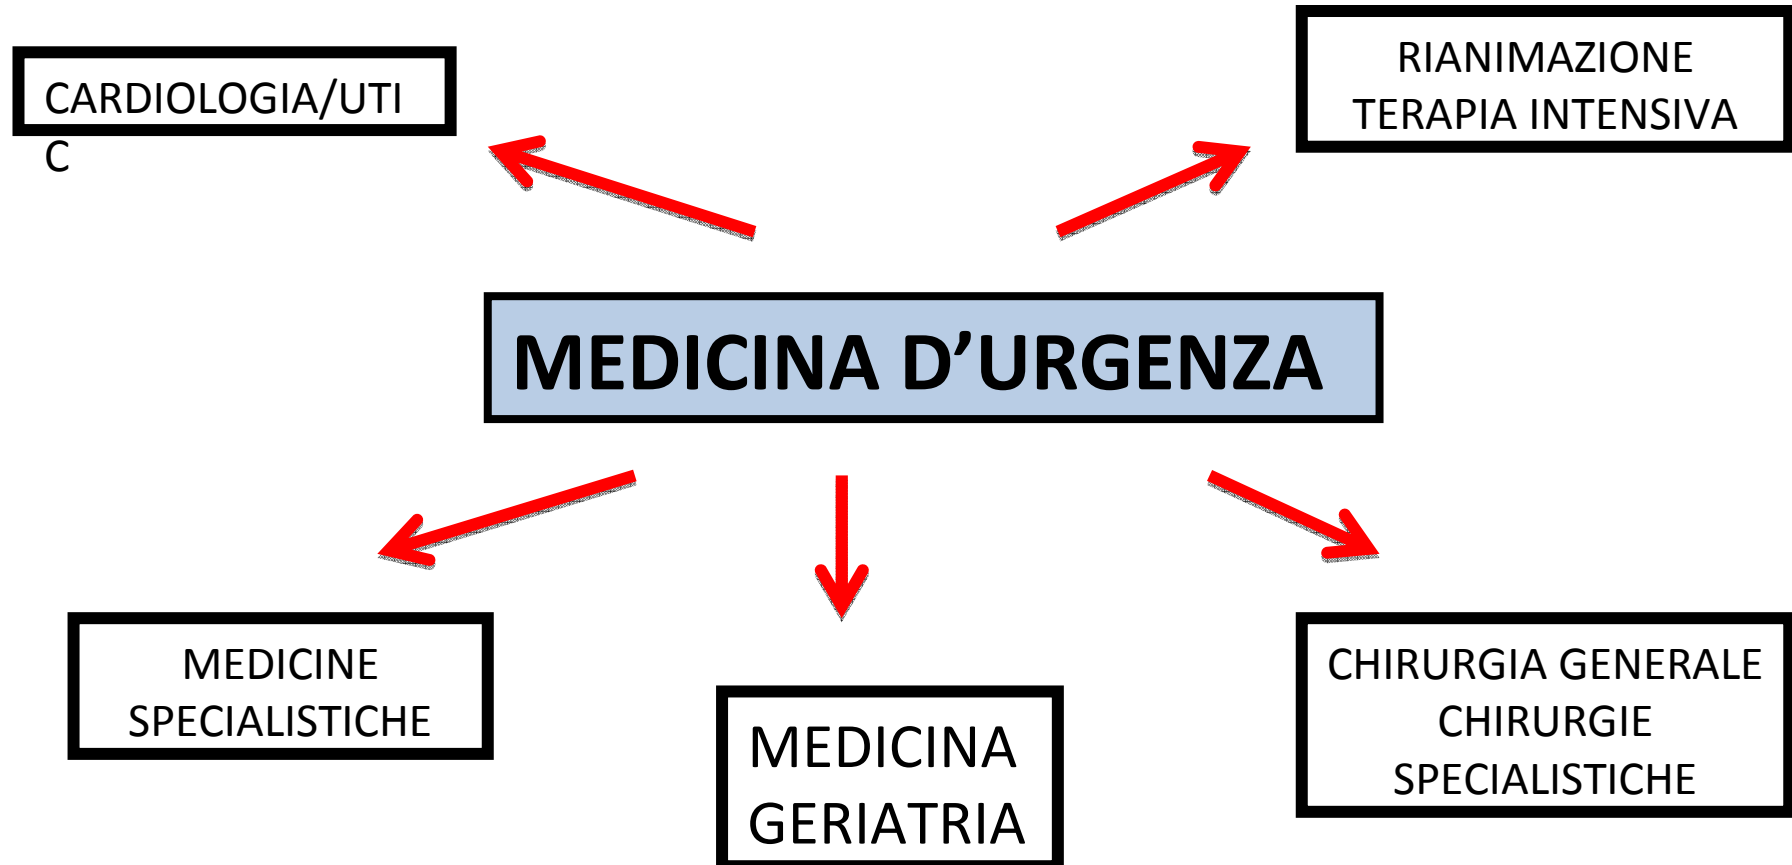 CARDIOLOGIA/UTI
C
RIANIMAZIONE
TERAPIA INTENSIVA
MEDICINA D’URGENZA
MEDICINE
SPECIALISTICHE
MEDICINA
GERIATRIA
CHIRURGIA GENERALE
CHIRURGIE
SPECIALISTICHE